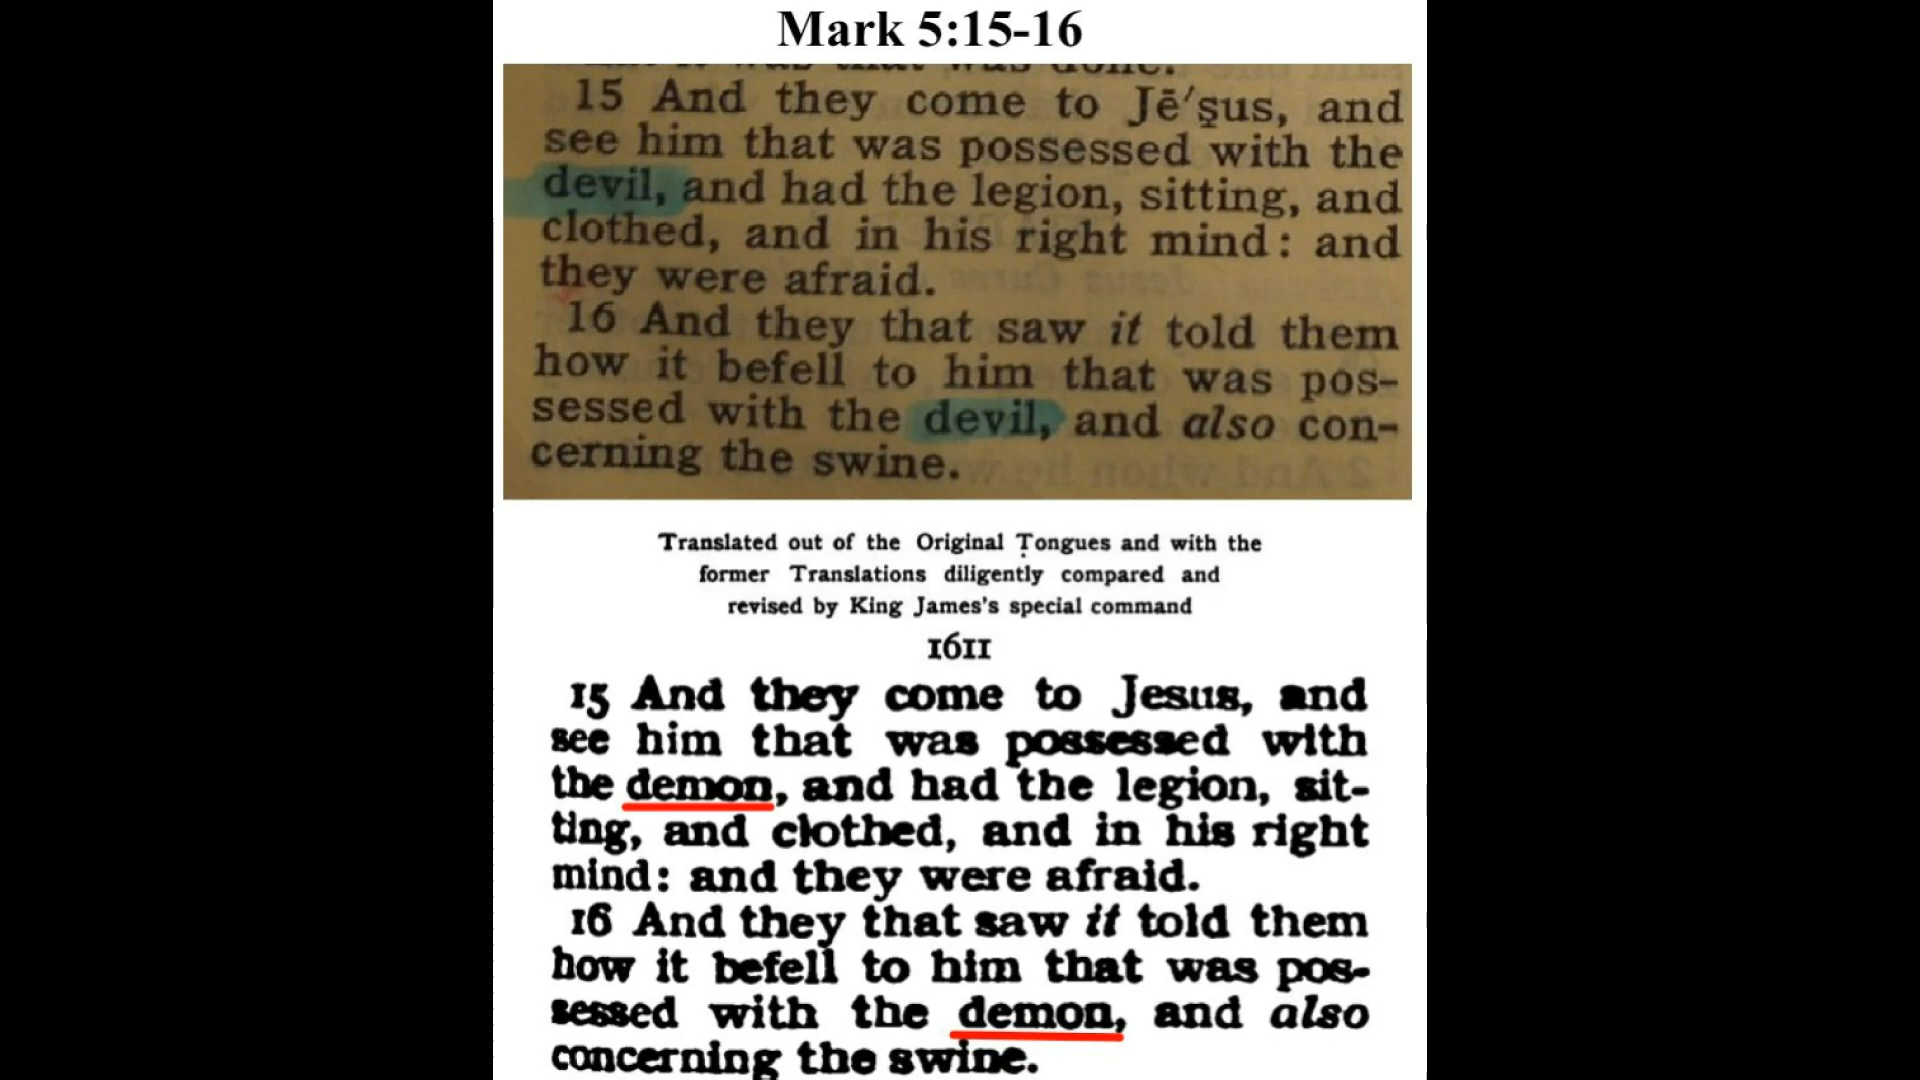 Mark 5:15-16
it was that was done.
15 And they come to Jē′şus, and
see him that was possessed with the
devil, and had the legion, sitting, and
clothed, and in his right mind: and
they were afraid.
16 And they that saw it told them
how it befell to him that was pos-
sessed with the devil, and also con-
cerning the swine.
Translated out of the Original Tongues and with the
former Translations diligently compared and
revised by King James's special command
1611
15 And they come to Jesus, and
see him that was possessed with
the demon, and had the legion, sit-
ting, and clothed, and in his right
mind: and they were afraid.
16 And they that saw it told them
how it befell to him that was pos-
sessed with the demon, and also
concerning the swine.